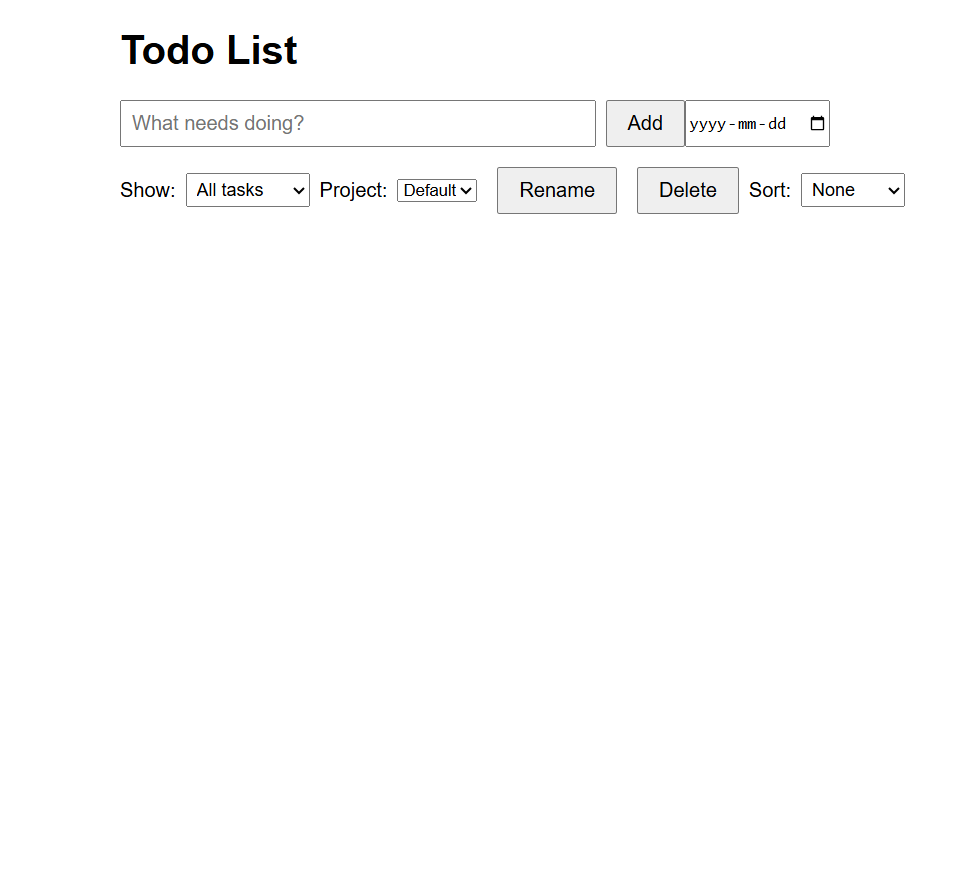 Todo List
What needs doing? Add yyyy-mm-dd
Show: All tasks Project: Default Rename Delete Sort: None